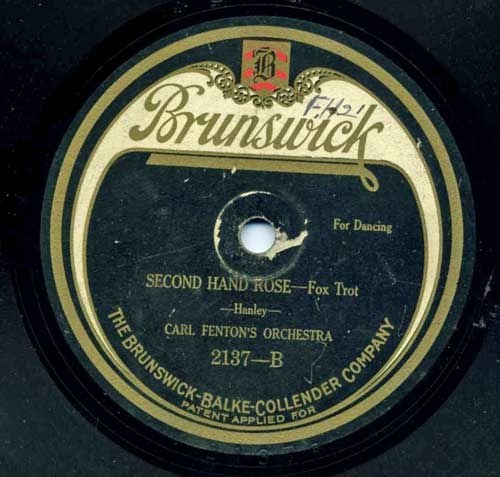 B
Brunswick
For Dancing
SECOND HAND ROSE—Fox Trot
—Hanley—
CARL FENTON'S ORCHESTRA
2137—B
THE BRUNSWICK-BALKE-COLLENDER COMPANY
PATENT APPLIED FOR